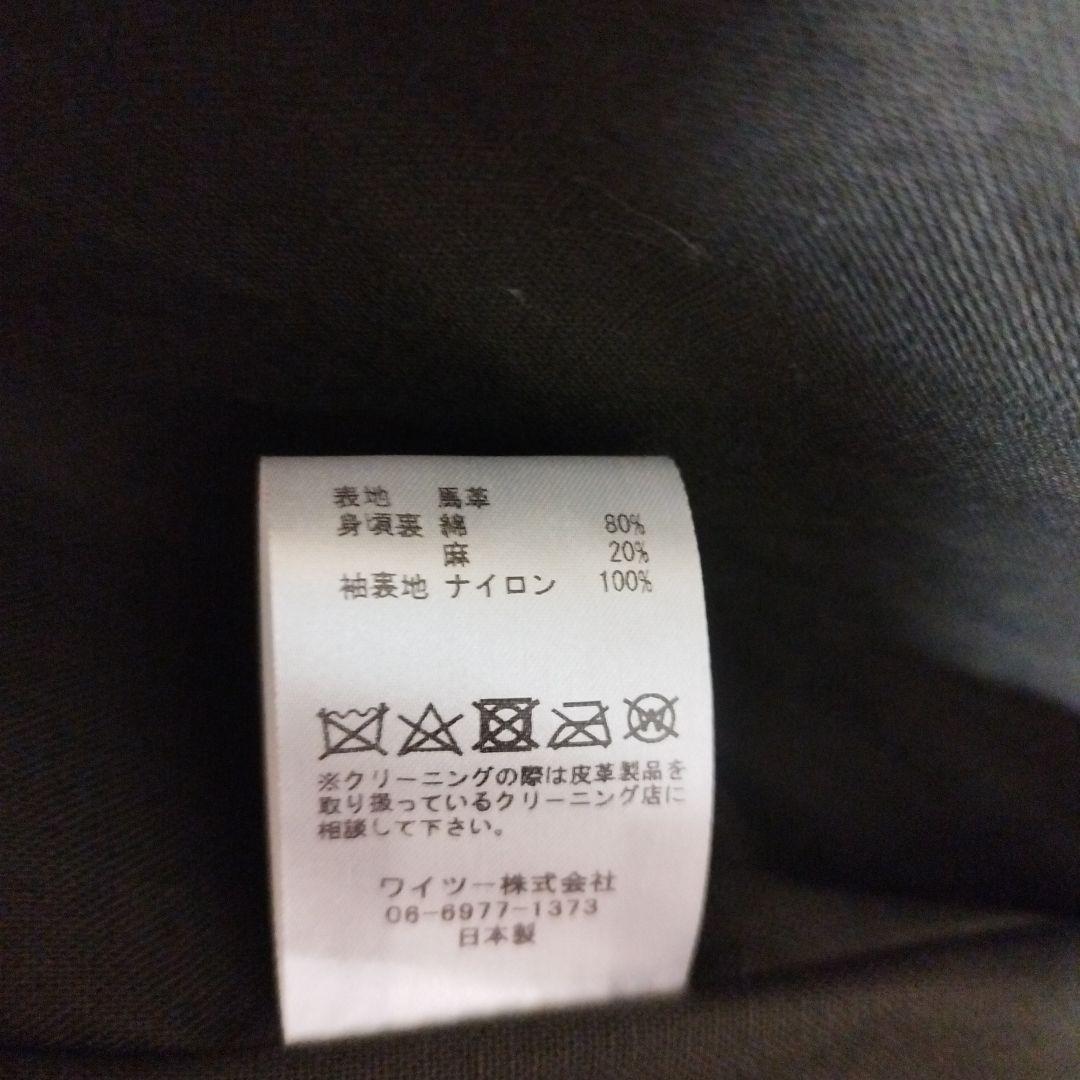 表地 馬革
身頃裏 綿 80%
麻 20%
袖裏地 ナイロン 100%
W
※クリーニングの際は皮革製品を
取り扱っているクリーニング店に
相談して下さい。
ワイツー株式会社
06-6977-1373
日本製